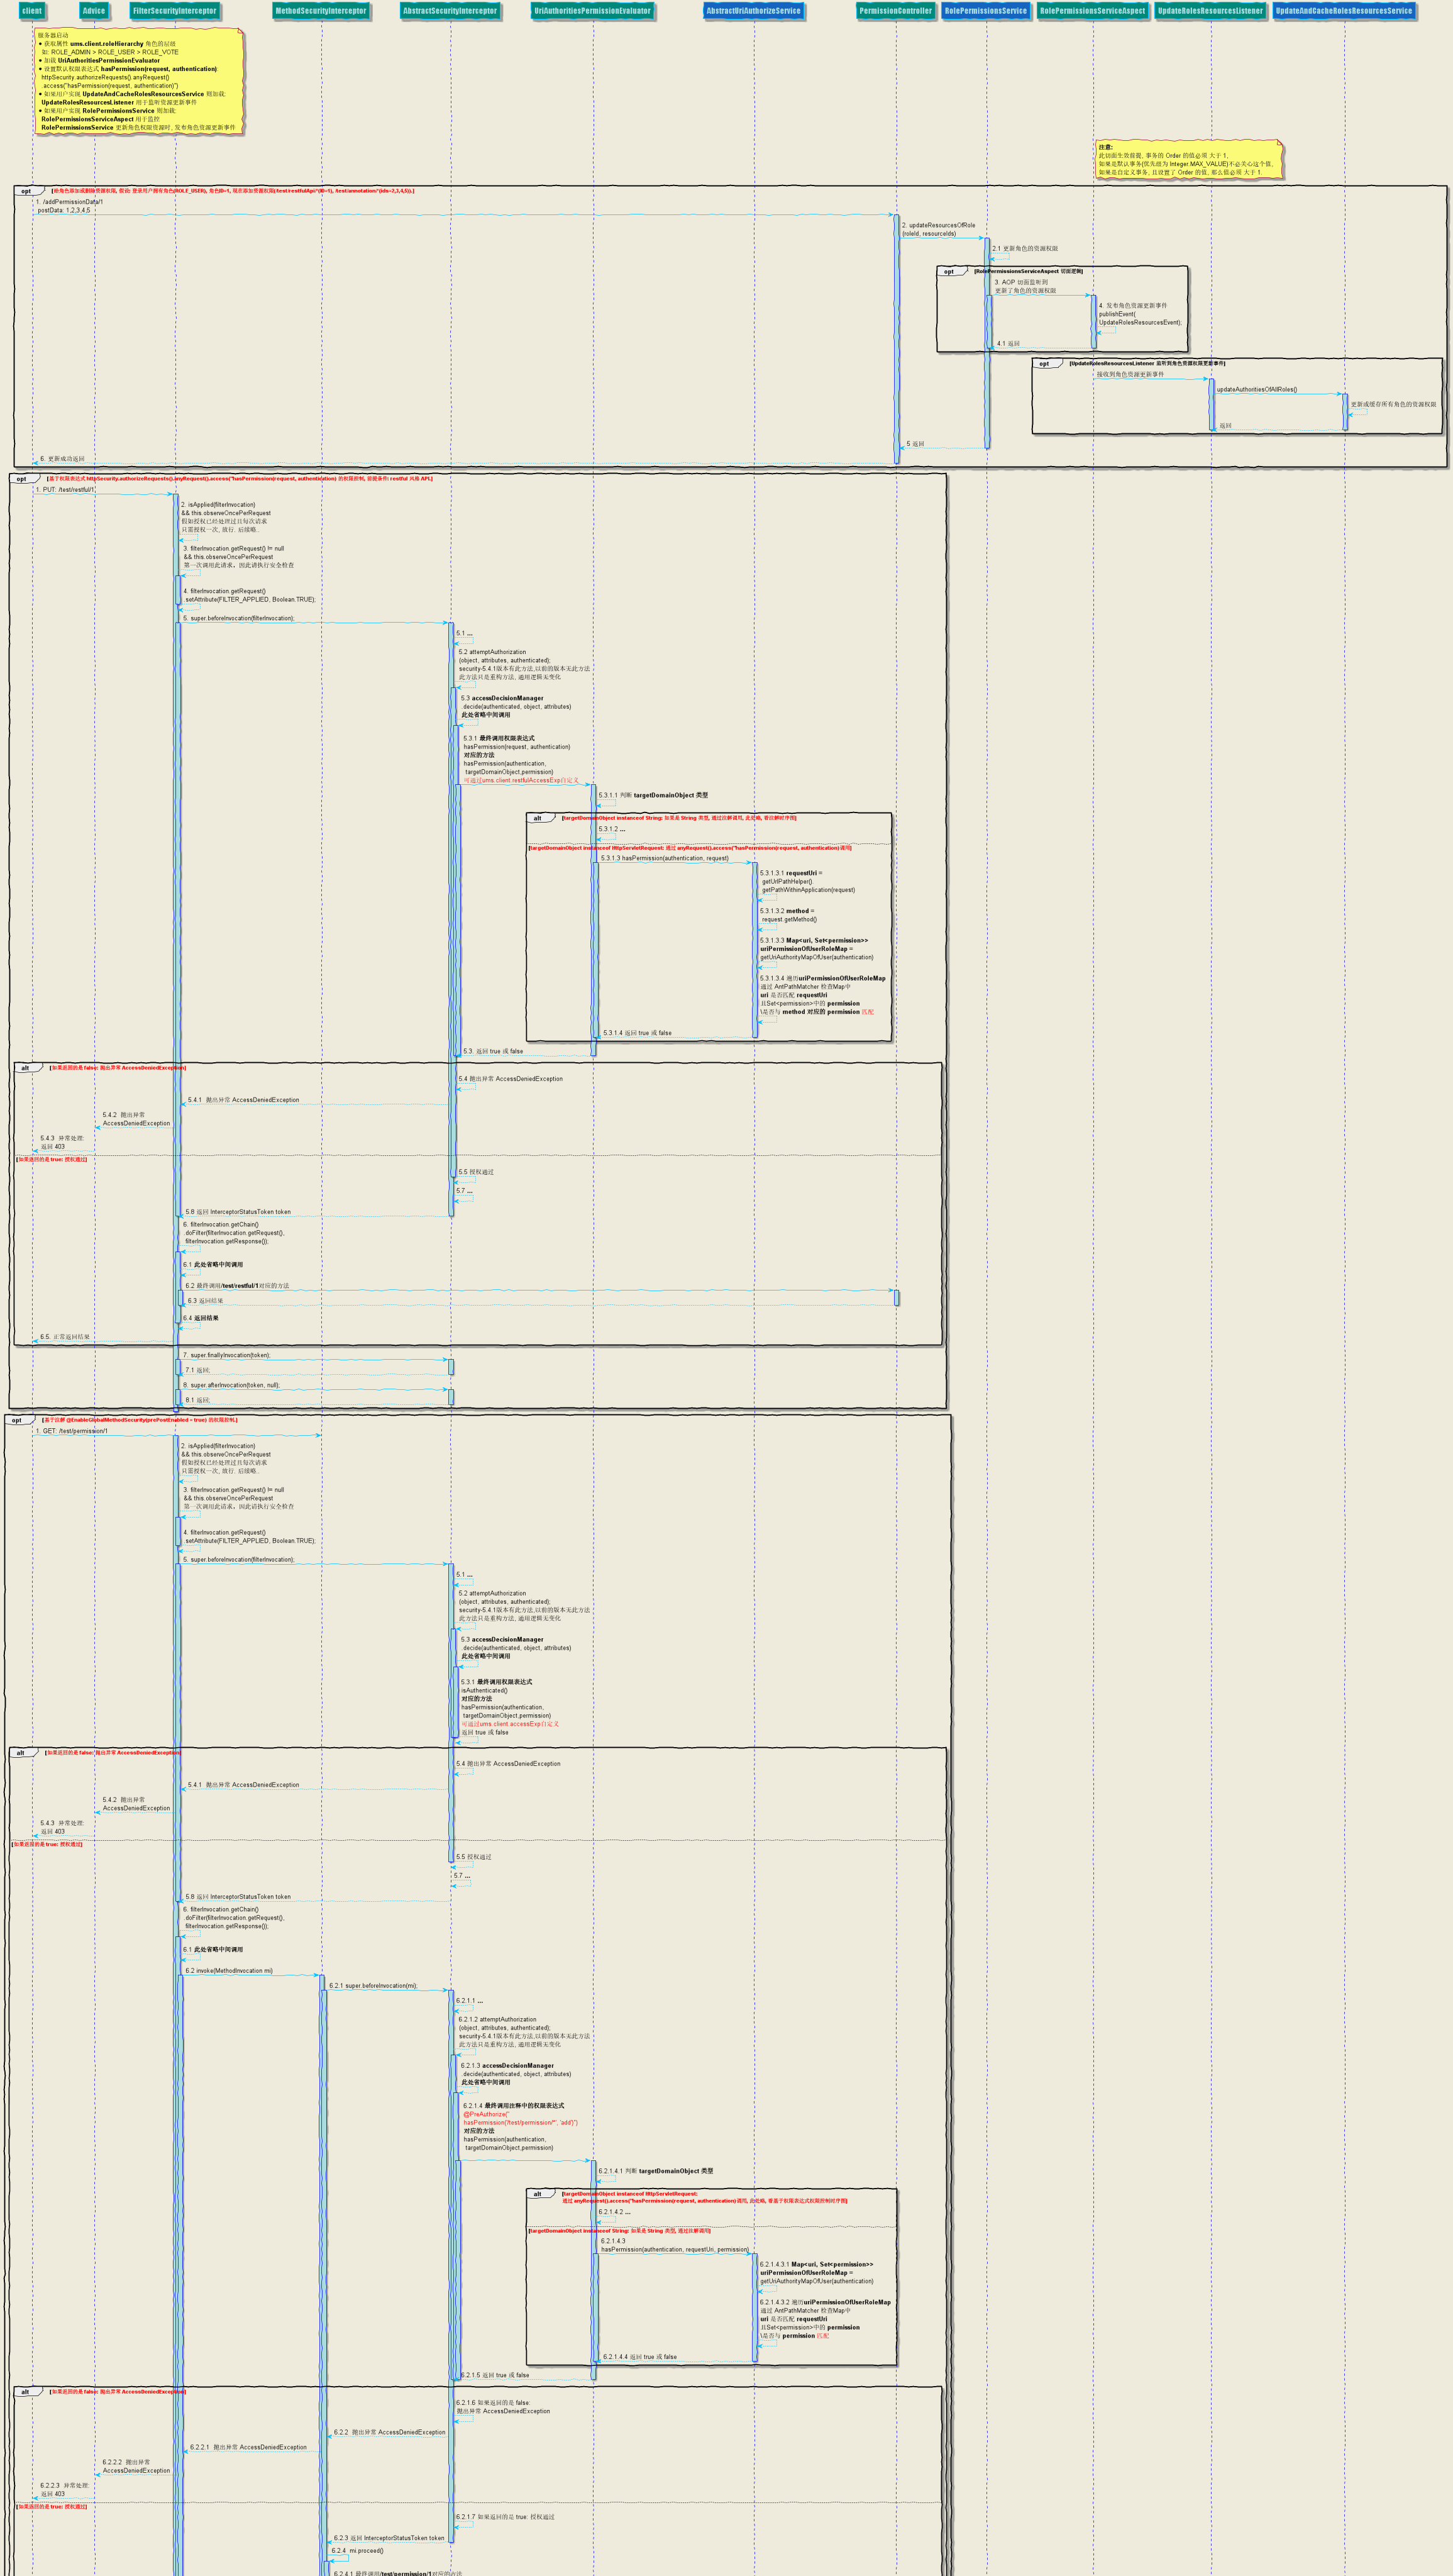 client
Advice
FilterSecurityInterceptor
MethodSecurityInterceptor
AbstractSecurityInterceptor
UriAuthoritiesPermissionEvaluator
AbstractUriAuthorizeService
PermissionController
RolePermissionsService
RolePermissionsServiceAspect
UpdateRolesResourcesListener
UpdateAndCacheRolesResourcesService
服务器启动
● 获取属性 ums.client.roleHierarchy 角色的层级
如: ROLE_ADMIN > ROLE_USER > ROLE_VOTE
● 加载 UriAuthoritiesPermissionEvaluator
● 设置默认权限表达式 hasPermission(request, authentication)
httpSecurity.authorizeRequests().anyRequest()
.access("hasPermission(request, authentication)")
● 如果用户实现 UpdateAndCacheRolesResourcesService 则加载:
UpdateRolesResourcesListener 用于监听资源更新事件
● 如果用户实现 RolePermissionsService 则加载:
RolePermissionsServiceAspect 用于监控
RolePermissionsService 更新角色权限资源时, 发布角色资源更新事件
注意:
此切面生效前提, 事务的 Order 的值必须 大于 1,
如果是默认事务(优先级为 Integer.MAX_VALUE)不必关心这个值,
如果是自定义事务, 且设置了 Order 的值, 那么值必须 大于 1.
opt
[给角色添加或删除资源权限, 假设: 登录用户拥有角色(ROLE_USER), 角色ID=1, 现在添加资源权限(/test/restfulApi/*(ID=1), /test/annotation/*(ids=2,3,4,5)).]
1. /addPermissionData/1
postData: 1,2,3,4,5
2. updateResourcesOfRole
(roleId, resourceIds)
2.1 更新角色的资源权限
opt
[RolePermissionsServiceAspect 切面逻辑]
3. AOP 切面监听到
更新了角色的资源权限
4. 发布角色资源更新事件
publishEvent(
UpdateRolesResourcesEvent);
4.1 返回
opt
[UpdateRolesResourcesListener 监听到角色资源权限更新事件]
接收到角色资源更新事件
updateAuthoritiesOfAllRoles()
更新或缓存所有角色的资源权限
返回
5 返回
6. 更新成功返回
opt
[基于权限表达式 httpSecurity.authorizeRequests().anyRequest().access("hasPermission(request, authentication) 的权限控制, 前提条件: restful 风格 API.]
1. PUT: /test/restful/1
2. isApplied(filterInvocation)
&& this.observeOncePerRequest
假如授权已经处理过且每次请求
只需授权一次, 放行. 后续略..
3. filterInvocation.getRequest() != null
&& this.observeOncePerRequest
第一次调用此请求，因此请执行安全检查
4. filterInvocation.getRequest()
.setAttribute(FILTER_APPLIED, Boolean.TRUE);
5. super.beforeInvocation(filterInvocation);
5.1 ...
5.2 attemptAuthorization
(object, attributes, authenticated);
security-5.4.1版本有此方法,以前的版本无此方法
此方法只是重构方法, 通用逻辑无变化
5.3 accessDecisionManager
.decide(authenticated, object, attributes)
此处省略中间调用
5.3.1 最终调用权限表达式
hasPermission(request, authentication)
对应的方法
hasPermission(authentication,
targetDomainObject,permission)
可通过ums.client.restfulAccessExp自定义
5.3.1.1 判断 targetDomainObject 类型
alt
[targetDomainObject instanceof String: 如果是 String 类型, 通过注解调用, 此处略, 看注解时序图]
5.3.1.2 ...
[targetDomainObject instanceof HttpServletRequest: 通过 anyRequest().access("hasPermission(request, authentication)调用]
5.3.1.3 hasPermission(authentication, request)
5.3.1.3.1 requestUri =
getUrlPathHelper().
getPathWithinApplication(request)
5.3.1.3.2 method =
request.getMethod()
5.3.1.3.3 Map<uri, Set<permission>>
uriPermissionOfUserRoleMap =
getUriAuthorityMapOfUser(authentication)
5.3.1.3.4 遍历uriPermissionOfUserRoleMap
通过 AntPathMatcher 检查Map中
uri 是否匹配 requestUri
且Set<permission>中的 permission
\是否与 method 对应的 permission 匹配
5.3.1.4 返回 true 或 false
5.3. 返回 true 或 false
alt
[如果返回的是 false: 抛出异常 AccessDeniedException]
5.4 抛出异常 AccessDeniedException
5.4.1 抛出异常 AccessDeniedException
5.4.2 抛出异常
AccessDeniedException
5.4.3 异常处理:
返回 403
[如果返回的是 true: 授权通过]
5.5 授权通过
5.7 ...
5.8 返回 InterceptorStatusToken token
6. filterInvocation.getChain()
.doFilter(filterInvocation.getRequest(),
filterInvocation.getResponse());
6.1 此处省略中间调用
6.2 最终调用/test/restful/1对应的方法
6.3 返回结果
6.4 返回结果
6.5. 正常返回结果
7. super.finallyInvocation(token);
7.1 返回;
8. super.afterInvocation(token, null);
8.1 返回;
opt
[基于注解 @EnableGlobalMethodSecurity(prePostEnabled = true) 的权限控制.]
1. GET: /test/permission/1
2. isApplied(filterInvocation)
&& this.observeOncePerRequest
假如授权已经处理过且每次请求
只需授权一次, 放行. 后续略..
3. filterInvocation.getRequest() != null
&& this.observeOncePerRequest
第一次调用此请求，因此请执行安全检查
4. filterInvocation.getRequest()
.setAttribute(FILTER_APPLIED, Boolean.TRUE);
5. super.beforeInvocation(filterInvocation);
5.1 ...
5.2 attemptAuthorization
(object, attributes, authenticated);
security-5.4.1版本有此方法,以前的版本无此方法
此方法只是重构方法, 通用逻辑无变化
5.3 accessDecisionManager
.decide(authenticated, object, attributes)
此处省略中间调用
5.3.1 最终调用权限表达式
isAuthenticated()
对应的方法
hasPermission(authentication,
targetDomainObject,permission)
可通过ums.client.accessExp自定义
返回 true 或 false
alt
[如果返回的是 false: 抛出异常 AccessDeniedException]
5.4 抛出异常 AccessDeniedException
5.4.1 抛出异常 AccessDeniedException
5.4.2 抛出异常
AccessDeniedException
5.4.3 异常处理:
返回 403
[如果返回的是 true: 授权通过]
5.5 授权通过
5.7 ...
5.8 返回 InterceptorStatusToken token
6. filterInvocation.getChain()
.doFilter(filterInvocation.getRequest(),
filterInvocation.getResponse());
6.1 此处省略中间调用
6.2 invoke(MethodInvocation mi)
6.2.1 super.beforeInvocation(mi);
6.2.1.1 ...
6.2.1.2 attemptAuthorization
(object, attributes, authenticated);
security-5.4.1版本有此方法,以前的版本无此方法
此方法只是重构方法, 通用逻辑无变化
6.2.1.3 accessDecisionManager
.decide(authenticated, object, attributes)
此处省略中间调用
6.2.1.4 最终调用注释中的权限表达式
@PreAuthorize("
hasPermission('/test/permission/*', 'add')")
对应的方法
hasPermission(authentication,
targetDomainObject,permission)
6.2.1.4.1 判断 targetDomainObject 类型
alt
[targetDomainObject instanceof HttpServletRequest:
通过 anyRequest().access("hasPermission(request, authentication)调用, 此处略, 看基于权限表达式权限控制时序图]
6.2.1.4.2 ...
[targetDomainObject instanceof String: 如果是 String 类型, 通过注解调用]
6.2.1.4.3
hasPermission(authentication, requestUri, permission)
6.2.1.4.3.1 Map<uri, Set<permission>>
uriPermissionOfUserRoleMap =
getUriAuthorityMapOfUser(authentication)
6.2.1.4.3.2 遍历uriPermissionOfUserRoleMap
通过 AntPathMatcher 检查Map中
uri 是否匹配 requestUri
且Set<permission>中的 permission
\是否与 permission 匹配
6.2.1.4.4 返回 true 或 false
6.2.1.5 返回 true 或 false
alt
[如果返回的是 false: 抛出异常 AccessDeniedException]
6.2.1.6 如果返回的是 false:
抛出异常 AccessDeniedException
6.2.2 抛出异常 AccessDeniedException
6.2.2.1 抛出异常 AccessDeniedException
6.2.2.2 抛出异常
AccessDeniedException
6.2.2.3 异常处理:
返回 403
[如果返回的是 true: 授权通过]
6.2.1.7 如果返回的是 true: 授权通过
6.2.3 返回 InterceptorStatusToken token
6.2.4 mi.proceed()
6.2.4.1 最终调用/test/permission/1对应的方法